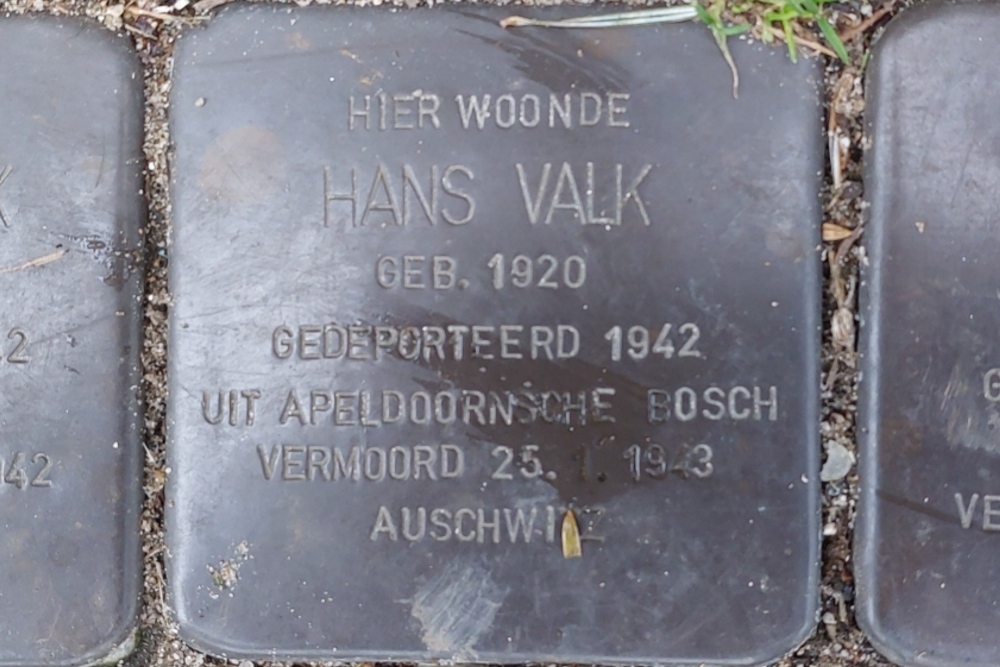 HIER WOONDE
HANS VALK
GEB. 1920
GEDEPORTEERD 1942
UIT APELDOORNSCHE BOSCH
VERMOORD 25.1.1943
AUSCHWITZ